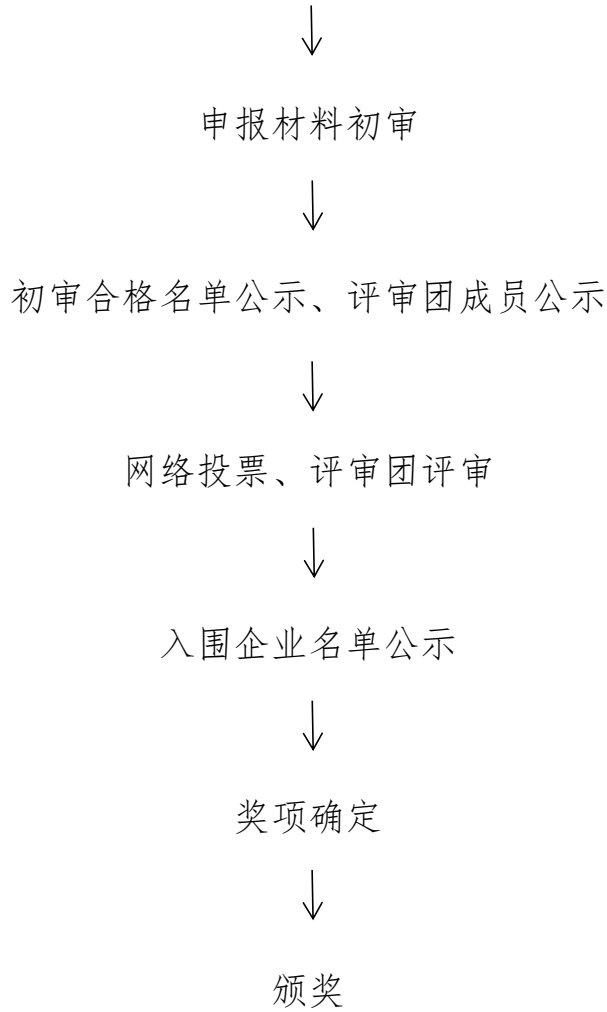 申报材料初审
初审合格名单公示、评审团成员公示
网络投票、评审团评审
入围企业名单公示
奖项确定
颁奖